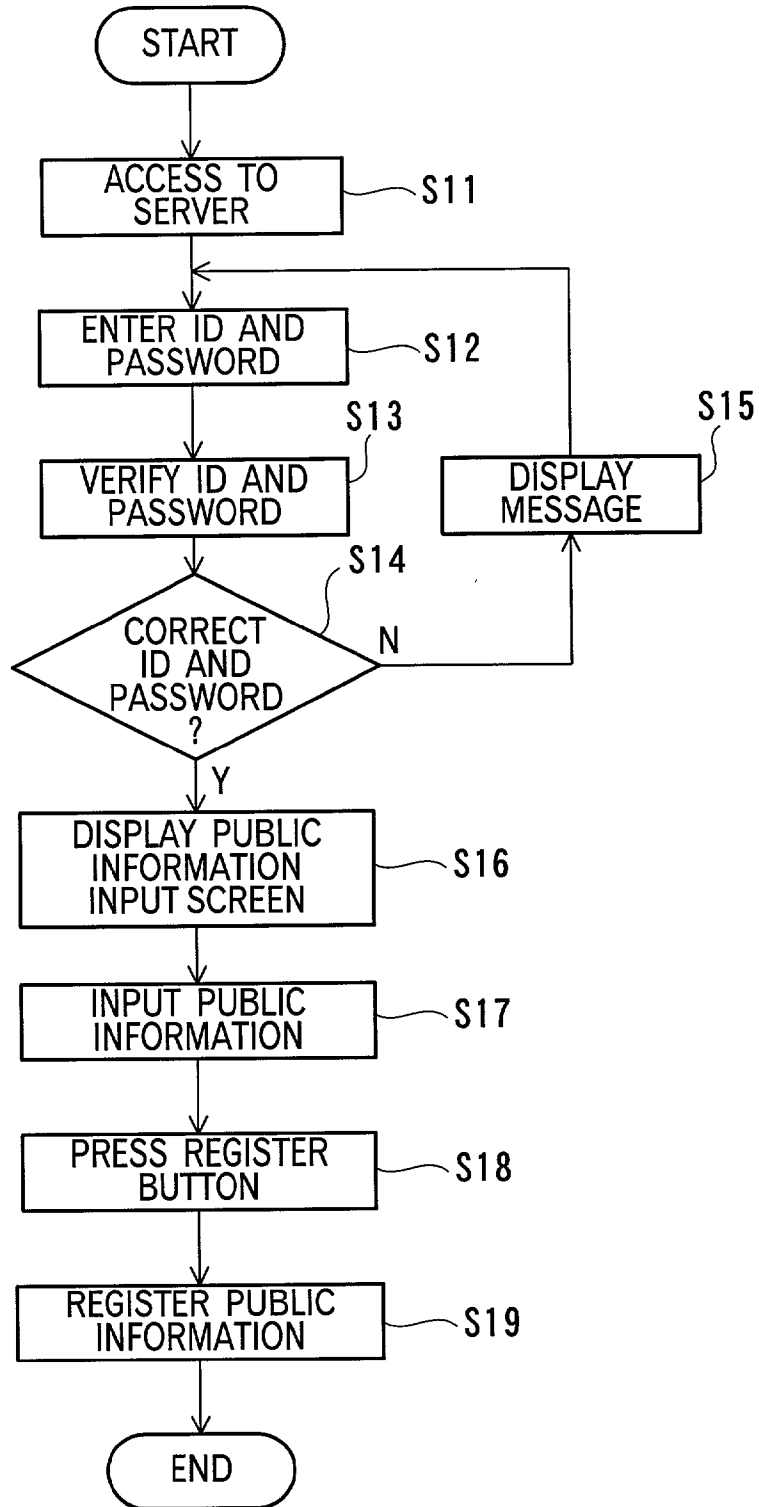 START
ACCESS TO
SERVER
S11
ENTER ID AND
PASSWORD
S12
S13
VERIFY ID AND
PASSWORD
S15
DISPLAY
MESSAGE
S14
CORRECT
ID AND
PASSWORD
?
N
Y
DISPLAY PUBLIC
INFORMATION
INPUT SCREEN
S16
INPUT PUBLIC
INFORMATION
S17
PRESS REGISTER
BUTTON
S18
REGISTER PUBLIC
INFORMATION
S19
END